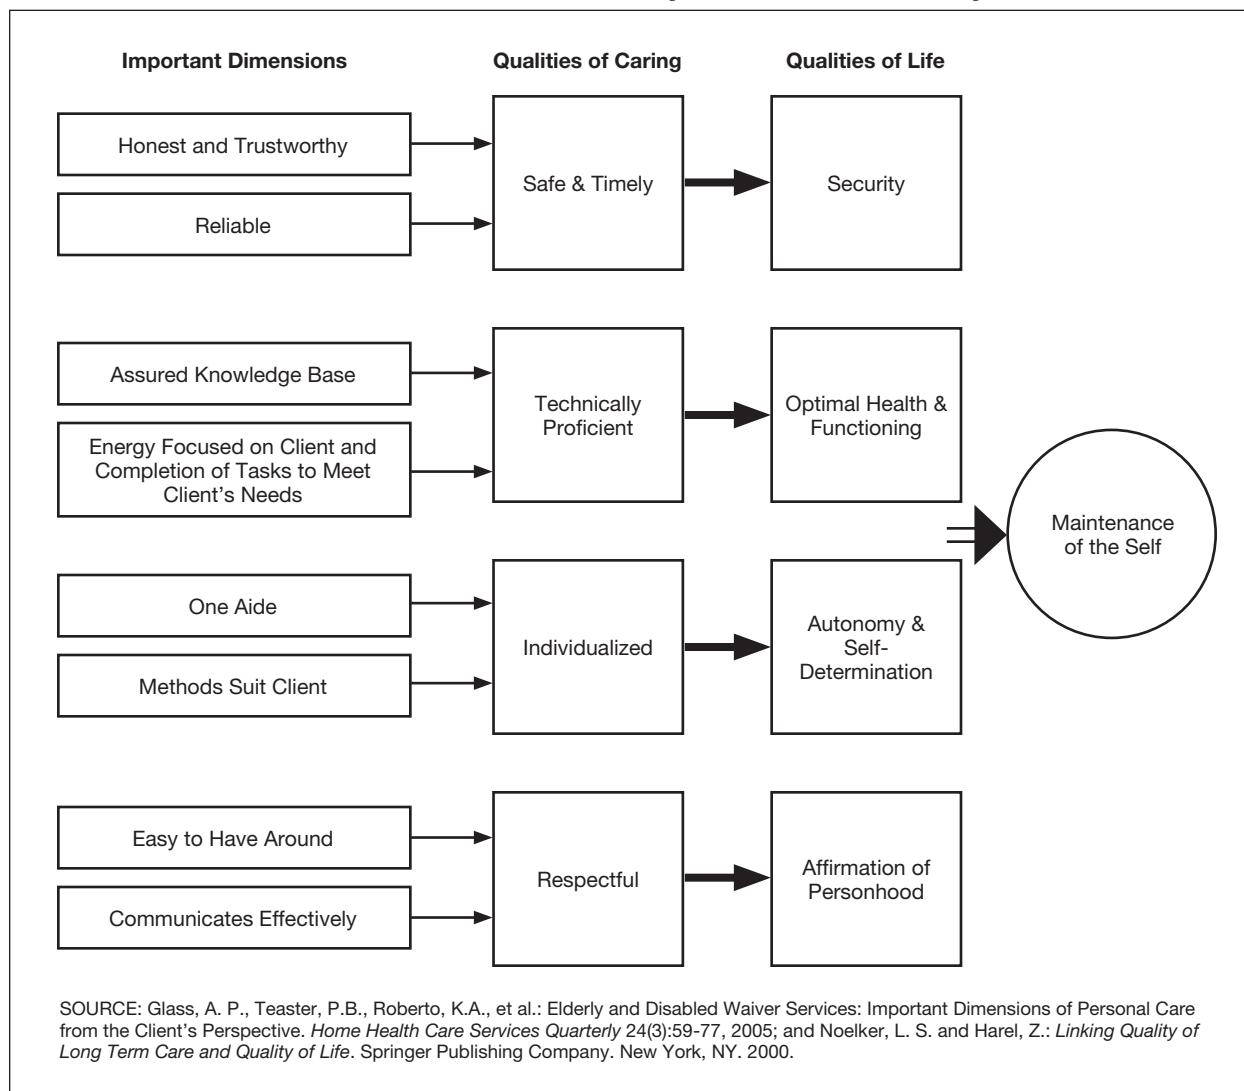 Important Dimensions
Qualities of Caring
Qualities of Life
Honest and Trustworthy
Reliable
Safe & Timely
Security
Assured Knowledge Base
Energy Focused on Client and
Completion of Tasks to Meet
Client's Needs
Technically
Proficient
Optimal Health &
Functioning
Maintenance
of the Self
One Aide
Methods Suit Client
Individualized
Autonomy &
Self-
Determination
Easy to Have Around
Communicates Effectively
Respectful
Affirmation of
Personhood
SOURCE: Glass, A. P., Teaster, P.B., Roberto, K.A., et al.: Elderly and Disabled Waiver Services: Important Dimensions of Personal Care
from the Client's Perspective. Home Health Care Services Quarterly 24(3):59-77, 2005; and Noelker, L. S. and Harel, Z.: Linking Quality of
Long Term Care and Quality of Life. Springer Publishing Company. New York, NY. 2000.